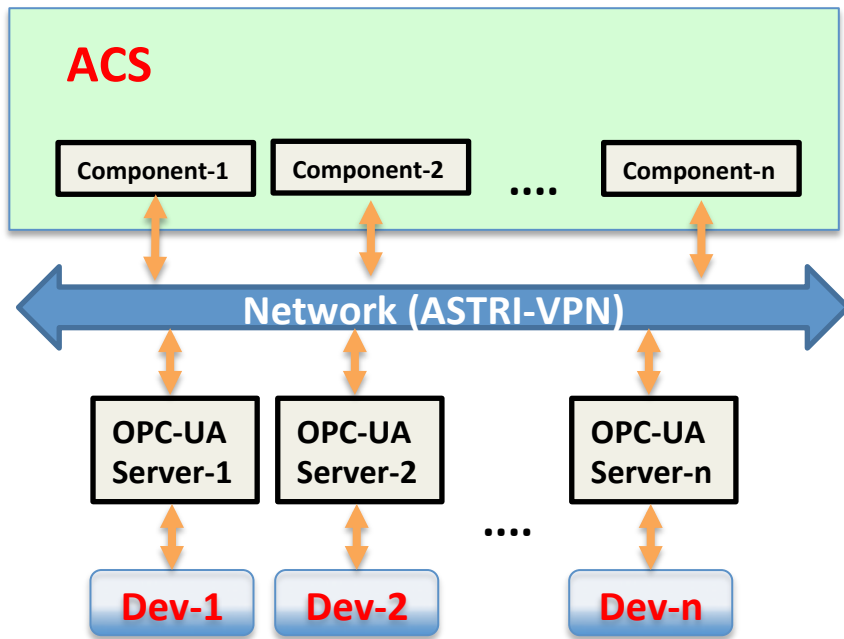 ACS
Component-1
Component-2
....
Component-n
Network (ASTRI-VPN)
OPC-UA
Server-1
OPC-UA
Server-2
OPC-UA
Server-n
....
Dev-1
Dev-2
Dev-n